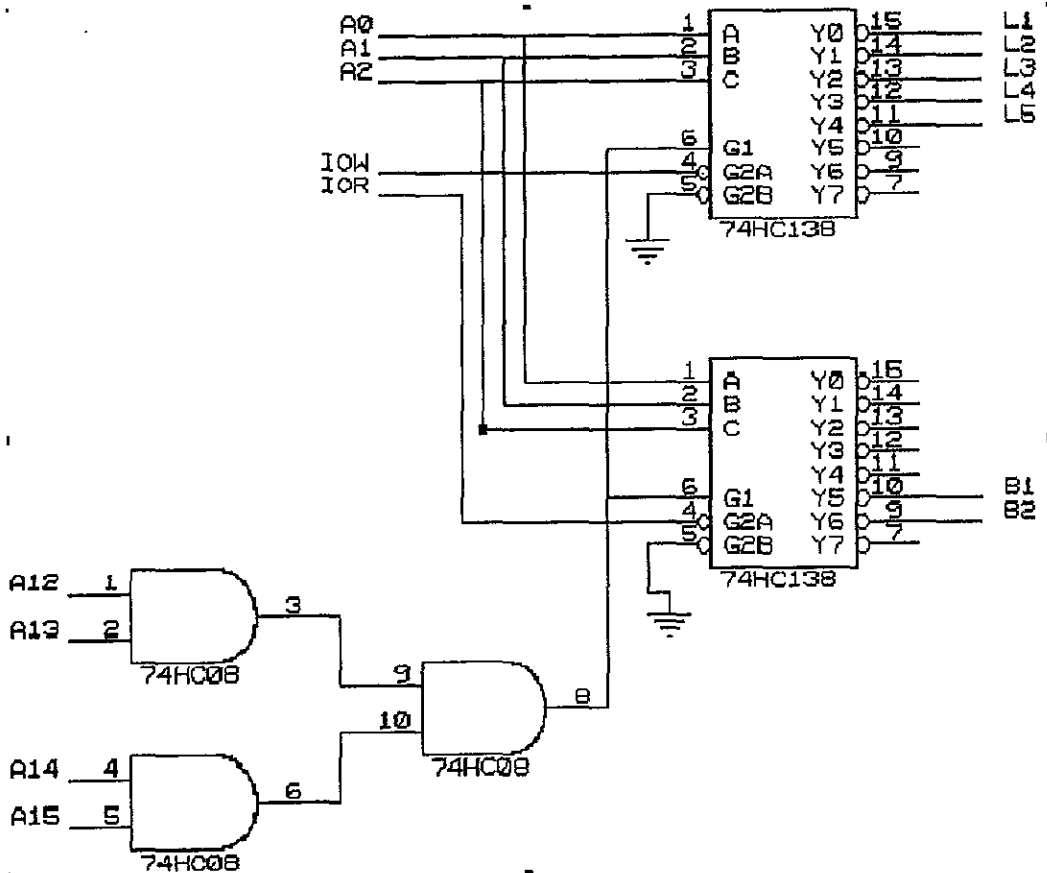 A0 1 A Y0 15 L1
A1 2 B Y1 14 L2
A2 3 C Y2 13 L3
Y3 12 L4
Y4 11 L5
6 G1 Y5 10
IOW 4 G2A Y6 9
IOR 5 G2B Y7 7
74HC138
1 A Y0 15
2 B Y1 14
3 C Y2 13
Y3 12
Y4 11
6 G1 Y5 10 B1
4 G2A Y6 9 B2
5 G2B Y7 7
74HC138
A12 1
3
A13 2
74HC08
9
8
10
74HC08
A14 4
6
A15 5
74HC08